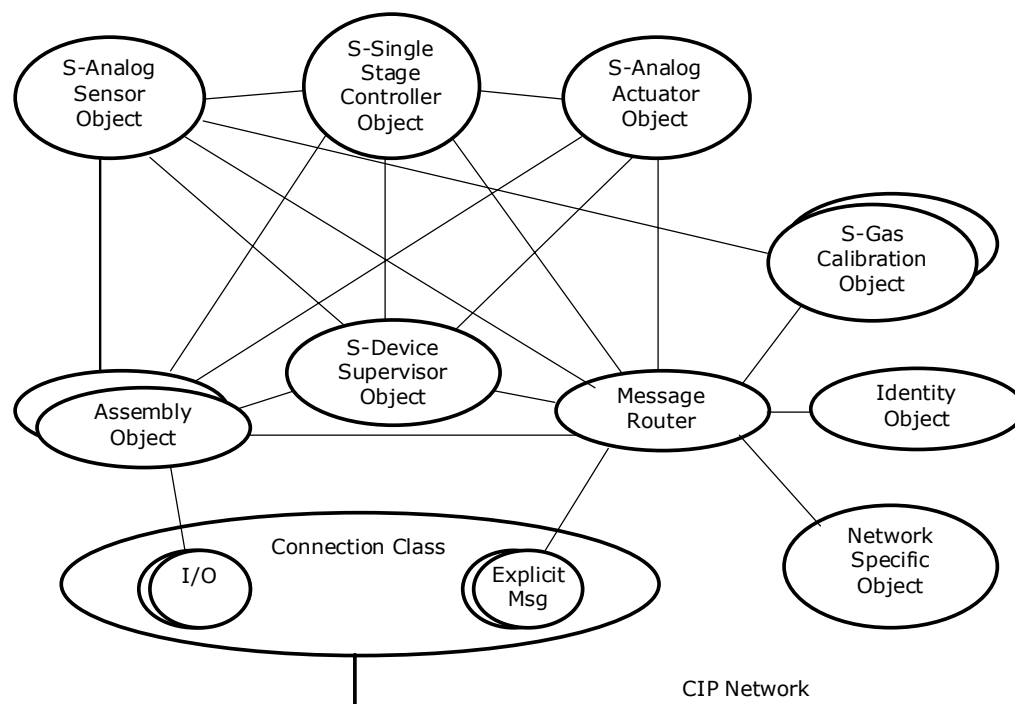 S-Analog
Sensor
Object
S-Single
Stage
Controller
Object
S-Analog
Actuator
Object
S-Gas
Calibration
Object
S-Device
Supervisor
Object
Assembly
Object
Message
Router
Identity
Object
Connection Class
I/O
Explicit
Msg
Network
Specific
Object
CIP Network